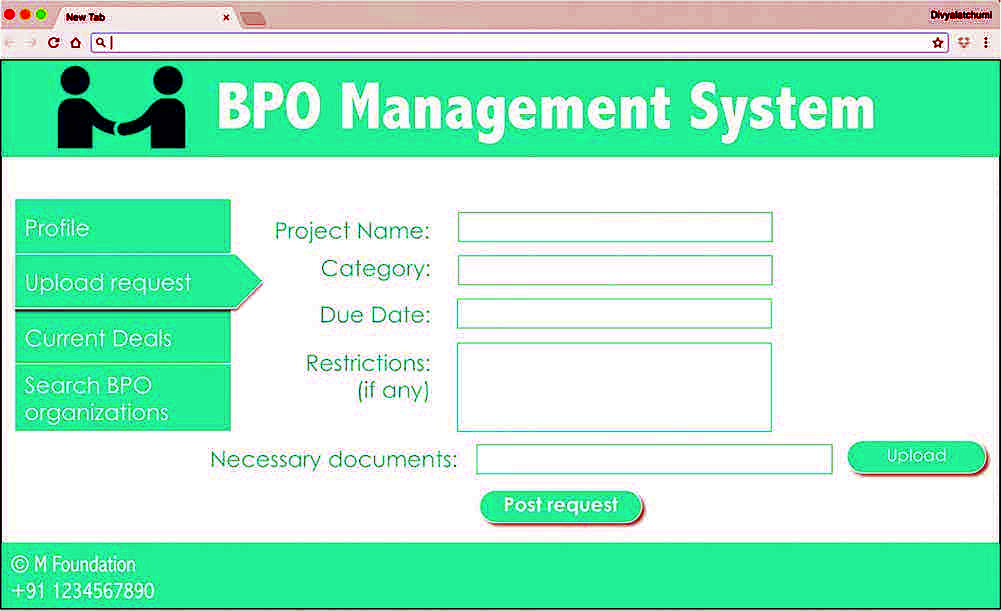 New Tab
Divyaletchumi
BPO Management System
Profile
Upload request
Current Deals
Search BPO
organizations
Project Name:
Category:
Due Date:
Restrictions:
(if any)
Necessary documents:
Upload
Post request
© M Foundation
+91 1234567890